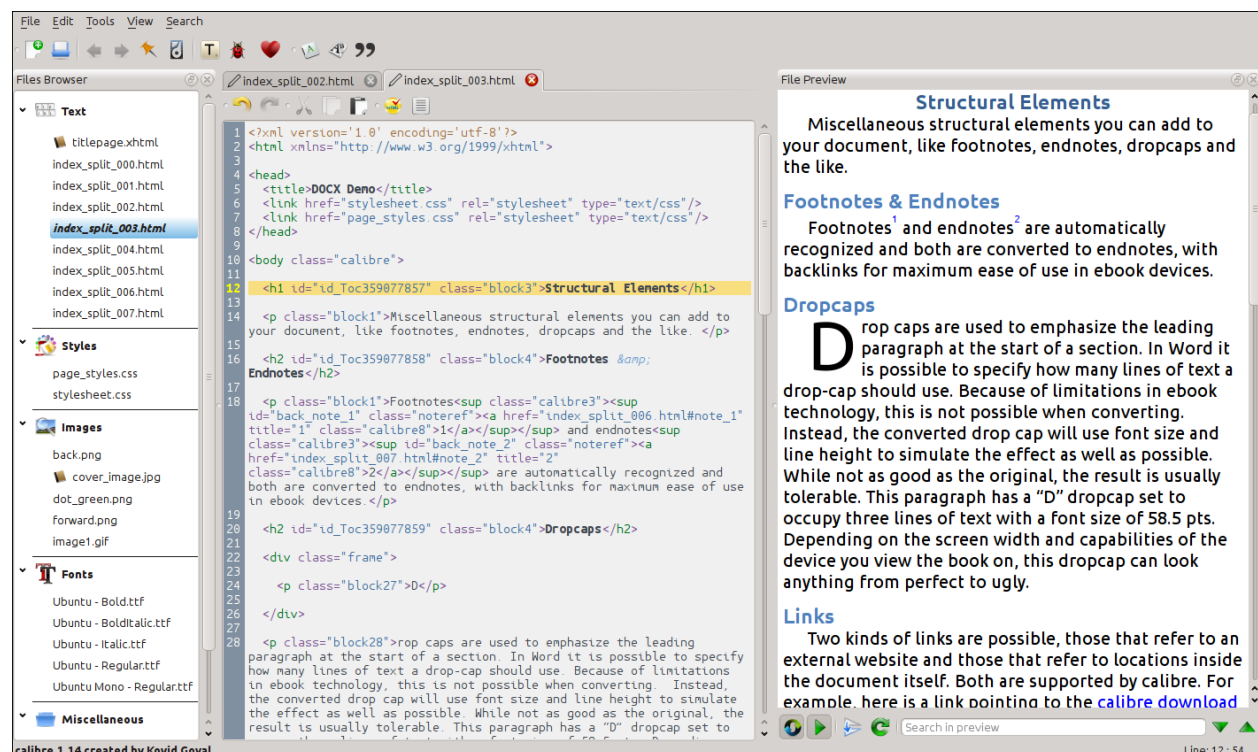 File Edit Tools View Search
Files Browser
Text
titlepage.xhtml
index_split_000.html
index_split_001.html
index_split_002.html
index_split_003.html
index_split_004.html
index_split_005.html
index_split_006.html
index_split_007.html
Styles
page_styles.css
stylesheet.css
Images
back.png
cover_image.jpg
dot_green.png
forward.png
image1.gif
Fonts
Ubuntu - Bold.ttf
Ubuntu - BoldItalic.ttf
Ubuntu - Italic.ttf
Ubuntu - Regular.ttf
Ubuntu Mono - Regular.ttf
Miscellaneous
index_split_002.html index_split_003.html
1 <?xml version='1.0' encoding='utf-8'?>
2 <html xmlns="http://www.w3.org/1999/xhtml">
3
4 <head>
5 <title>DOCX Demo</title>
6 <link href="stylesheet.css" rel="stylesheet" type="text/css"/>
7 <link href="page_styles.css" rel="stylesheet" type="text/css"/>
8 </head>
9
10 <body class="calibre">
11
12 <h1 id="id_Toc359077857" class="block3">Structural Elements</h1>
13
14 <p class="block1">Miscellaneous structural elements you can add to
your document, like footnotes, endnotes, dropcaps and the like. </p>
15
16 <h2 id="id_Toc359077858" class="block4">Footnotes &amp;
Endnotes</h2>
17
18 <p class="block1">Footnotes<sup class="calibre3"><sup
id="back_note_1" class="noteref"><a href="index_split_006.html#note_1"
title="1" class="calibre8">1</a></sup></sup> and endnotes<sup
class="calibre3"><sup id="back_note_2" class="noteref"><a
href="index_split_007.html#note_2" title="2"
class="calibre8">2</a></sup></sup> are automatically recognized and
both are converted to endnotes, with backlinks for maximum ease of use
in ebook devices.</p>
19
20 <h2 id="id_Toc359077859" class="block4">Dropcaps</h2>
21
22 <div class="frame">
23
24 <p class="block27">D</p>
25
26 </div>
27
28 <p class="block28">rop caps are used to emphasize the leading
paragraph at the start of a section. In Word it is possible to specify
how many lines of text a drop-cap should use. Because of limitations
in ebook technology, this is not possible when converting. Instead,
the converted drop cap will use font size and line height to simulate
the effect as well as possible. While not as good as the original, the
result is usually tolerable. This paragraph has a "D" dropcap set to
File Preview
Structural Elements
Miscellaneous structural elements you can add to
your document, like footnotes, endnotes, dropcaps and
the like.
Footnotes & Endnotes
Footnotes1 and endnotes2 are automatically
recognized and both are converted to endnotes, with
backlinks for maximum ease of use in ebook devices.
Dropcaps
Drop caps are used to emphasize the leading
paragraph at the start of a section. In Word it
is possible to specify how many lines of text a
drop-cap should use. Because of limitations in ebook
technology, this is not possible when converting.
Instead, the converted drop cap will use font size and
line height to simulate the effect as well as possible.
While not as good as the original, the result is usually
tolerable. This paragraph has a “D” dropcap set to
occupy three lines of text with a font size of 58.5 pts.
Depending on the screen width and capabilities of the
device you view the book on, this dropcap can look
anything from perfect to ugly.
Links
Two kinds of links are possible, those that refer to an
external website and those that refer to locations inside
the document itself. Both are supported by calibre. For
example, here is a link pointing to the calibre download
Search in preview
calibre 1.14 created by Kovid Goyal
Line: 12 : 54